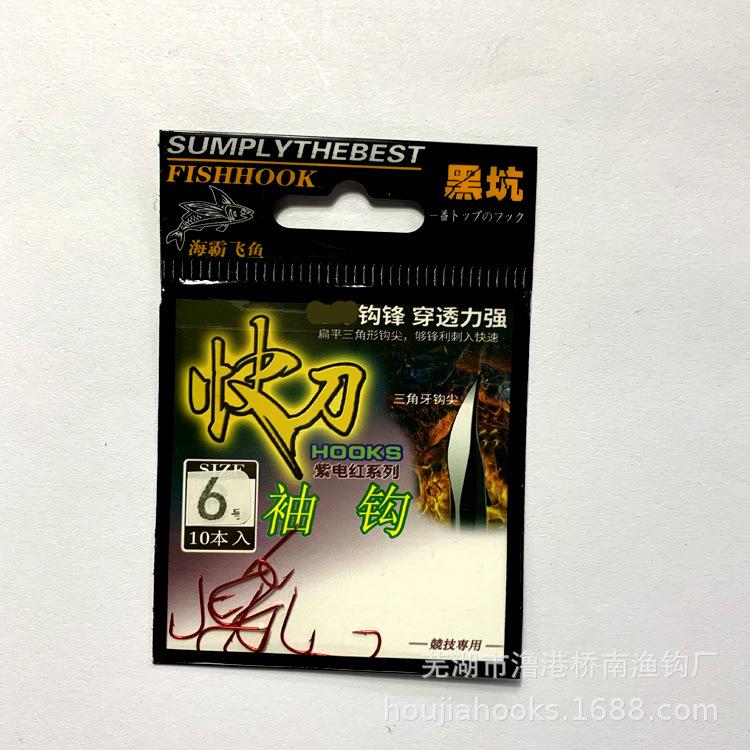 SUMPLYTHEBEST
FISHHOOK
黑坑
一番トップのフック
海霸飞鱼
钩锋 穿透力强
扁平三角形钩尖，够锋利刺入快速
快刀
三角牙钩尖
HOOKS
紫电红系列
SIZE
6号
袖 钩
10本入
競技専用
芜湖市澛港桥南渔钩厂
houjiahooks.1688.com